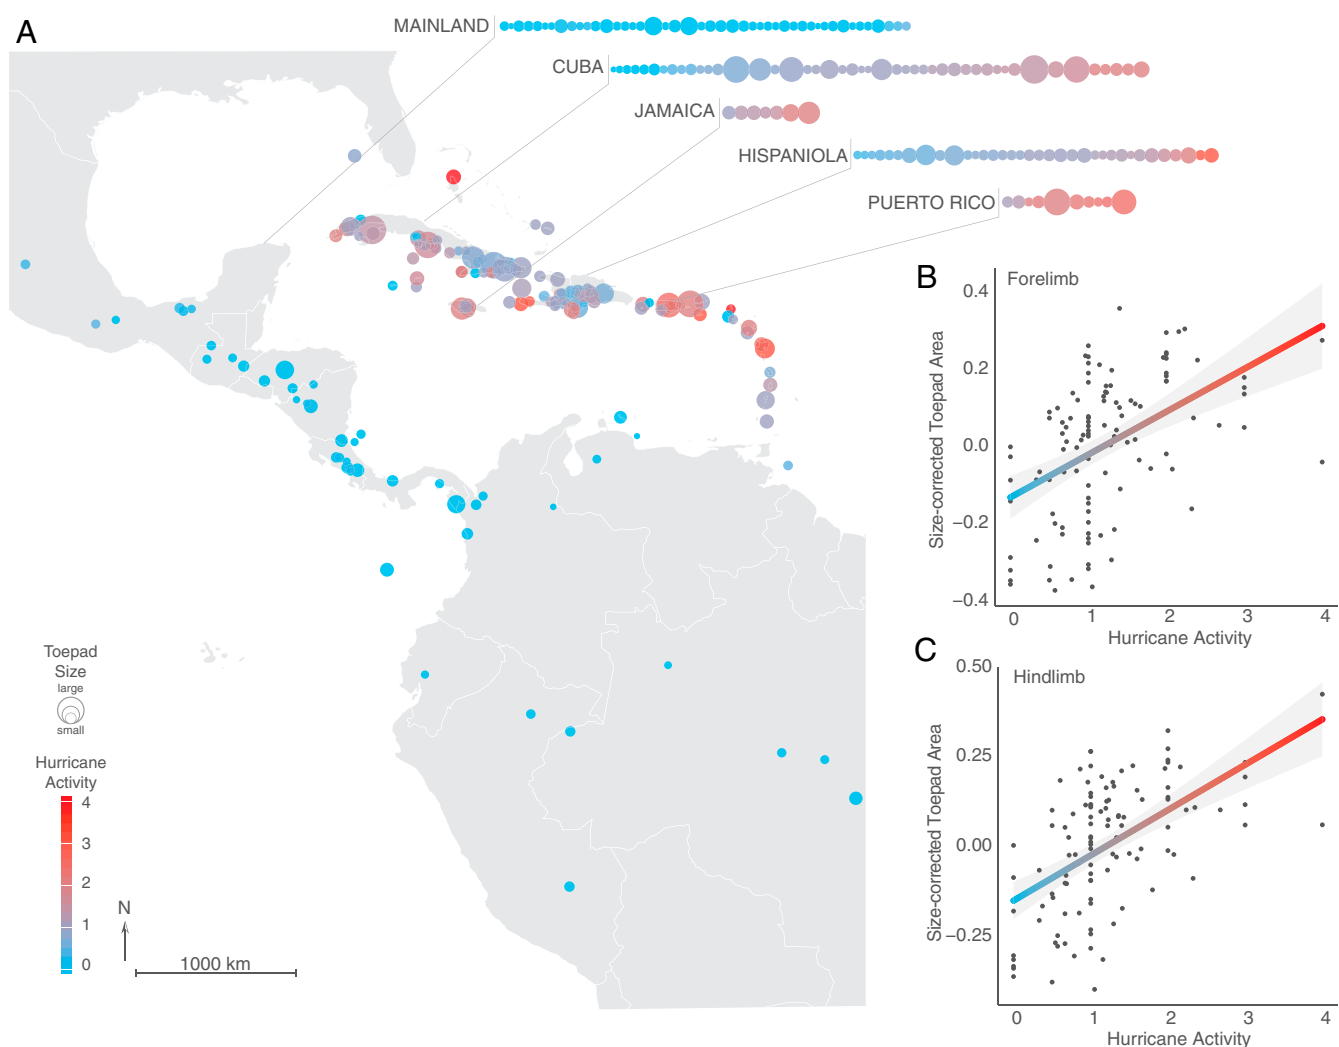 A
MAINLAND
CUBA
JAMAICA
HISPANIOLA
PUERTO RICO
Toepad
Size
large
small
Hurricane
Activity
4
3
2
1
0
N
1000 km
B
Forelimb
Size-corrected Toepad Area
0.4
0.2
0.0
−0.2
−0.4
0 1 2 3 4
Hurricane Activity
C
Hindlimb
Size-corrected Toepad Area
0.50
0.25
0.00
−0.25
0 1 2 3 4
Hurricane Activity